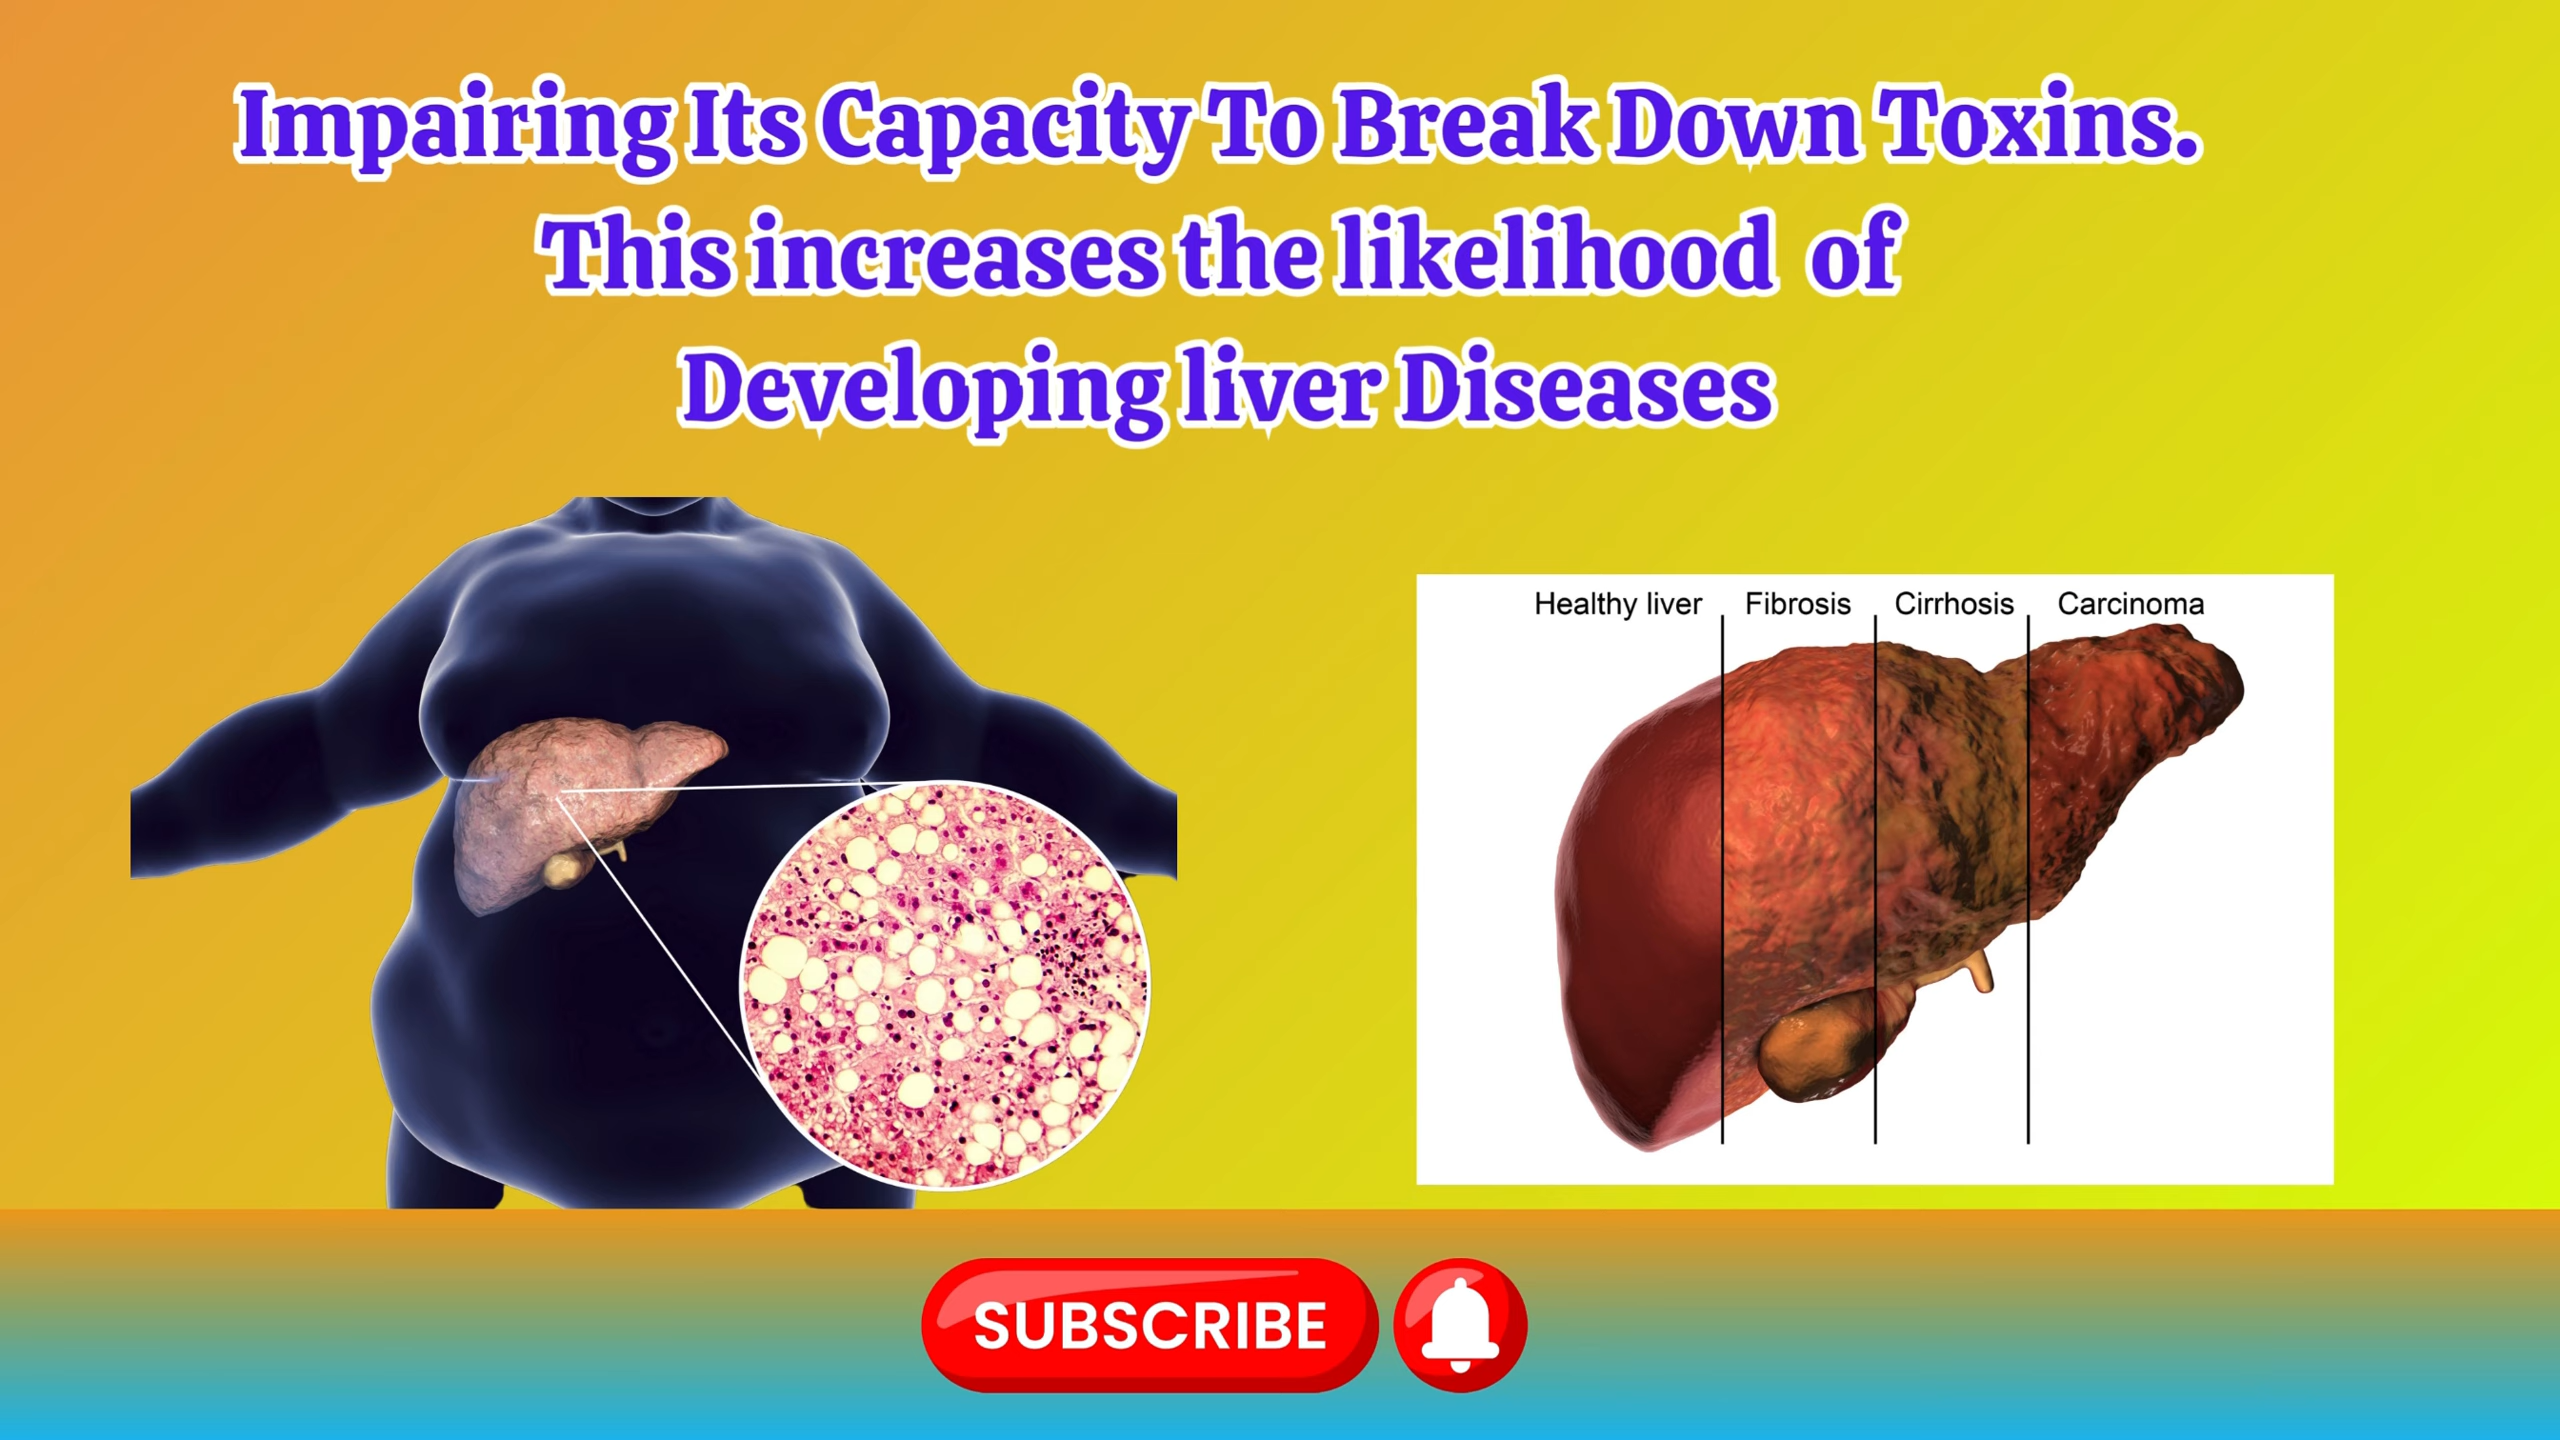 Impairing Its Capacity To Break Down Toxins.
This increases the likelihood of
Developing liver Diseases
Healthy liver Fibrosis Cirrhosis Carcinoma
SUBSCRIBE